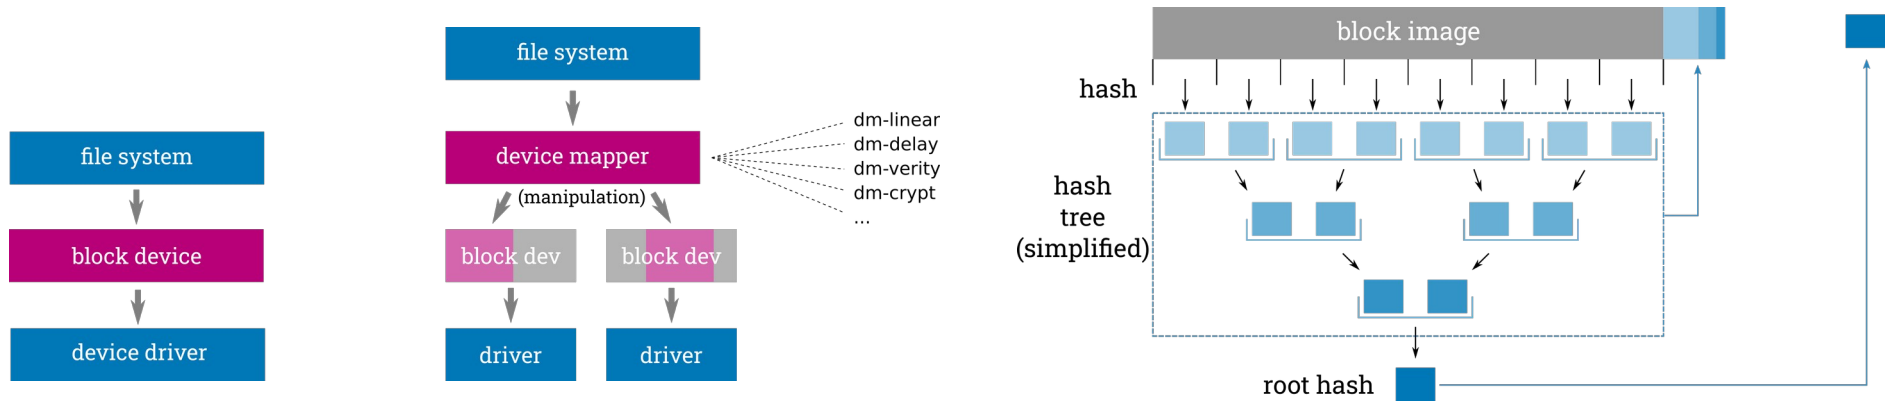 file system
block device
device driver
file system
device mapper
(manipulation)
block dev
block dev
driver
driver
dm-linear
dm-delay
dm-verity
dm-crypt
...
block image
hash
hash
tree
(simplified)
root hash